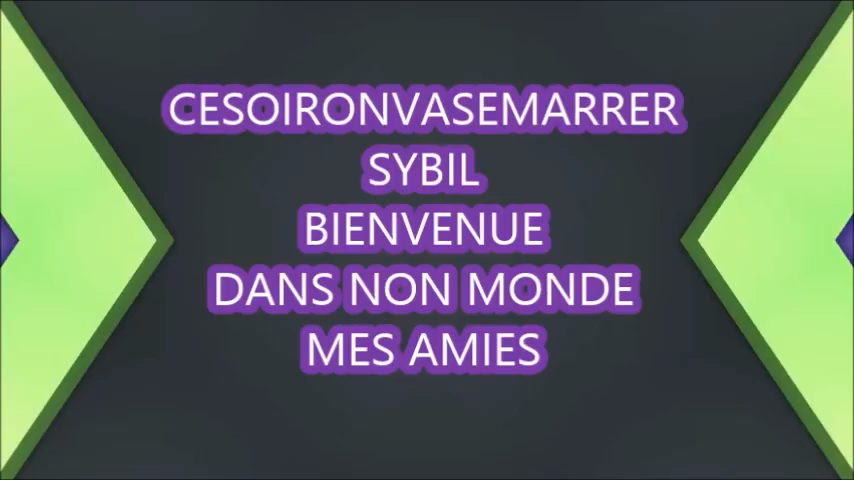 CESOIRONVASEMARRER
SYBIL
BIENVENUE
DANS NON MONDE
MES AMIES